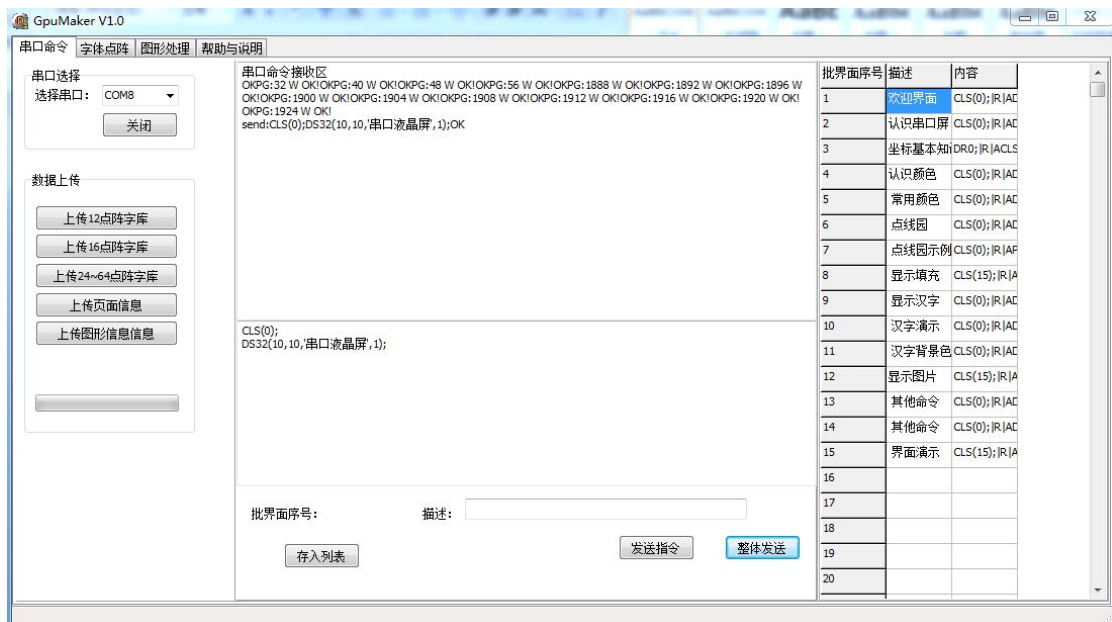 GpuMaker V1.0
串口命令 字体点阵 图形处理 帮助与说明
串口选择
选择串口： COM8
关闭
数据上传
上传12点阵字库
上传16点阵字库
上传24~64点阵字库
上传页面信息
上传图形信息信息
串口命令接收区
OKPG:32 W OK!OKPG:40 W OK!OKPG:48 W OK!OKPG:56 W OK!OKPG:1888 W OK!OKPG:1892 W OK!OKPG:1896 W
OK!OKPG:1900 W OK!OKPG:1904 W OK!OKPG:1908 W OK!OKPG:1912 W OK!OKPG:1916 W OK!OKPG:1920 W OK!
OKPG:1924 W OK!
send:CLS(0);DS32(10,10,'串口液晶屏',1);OK
CLS(0);
DS32(10,10,'串口液晶屏',1);
批界面序号： 描述：
存入列表 发送指令 整体发送
批界面序号 描述 内容
1 欢迎界面 CLS(0);|R|AD
2 认识串口屏 CLS(0);|R|AD
3 坐标基本知 DR0;|R|ACLS
4 认识颜色 CLS(0);|R|AD
5 常用颜色 CLS(0);|R|AD
6 点线园 CLS(0);|R|AD
7 点线园示例 CLS(0);|R|AP
8 显示填充 CLS(15);|R|A
9 显示汉字 CLS(0);|R|AD
10 汉字演示 CLS(0);|R|AD
11 汉字背景色 CLS(0);|R|AD
12 显示图片 CLS(15);|R|A
13 其他命令 CLS(0);|R|AD
14 其他命令 CLS(0);|R|AD
15 界面演示 CLS(15);|R|A
16
17
18
19
20